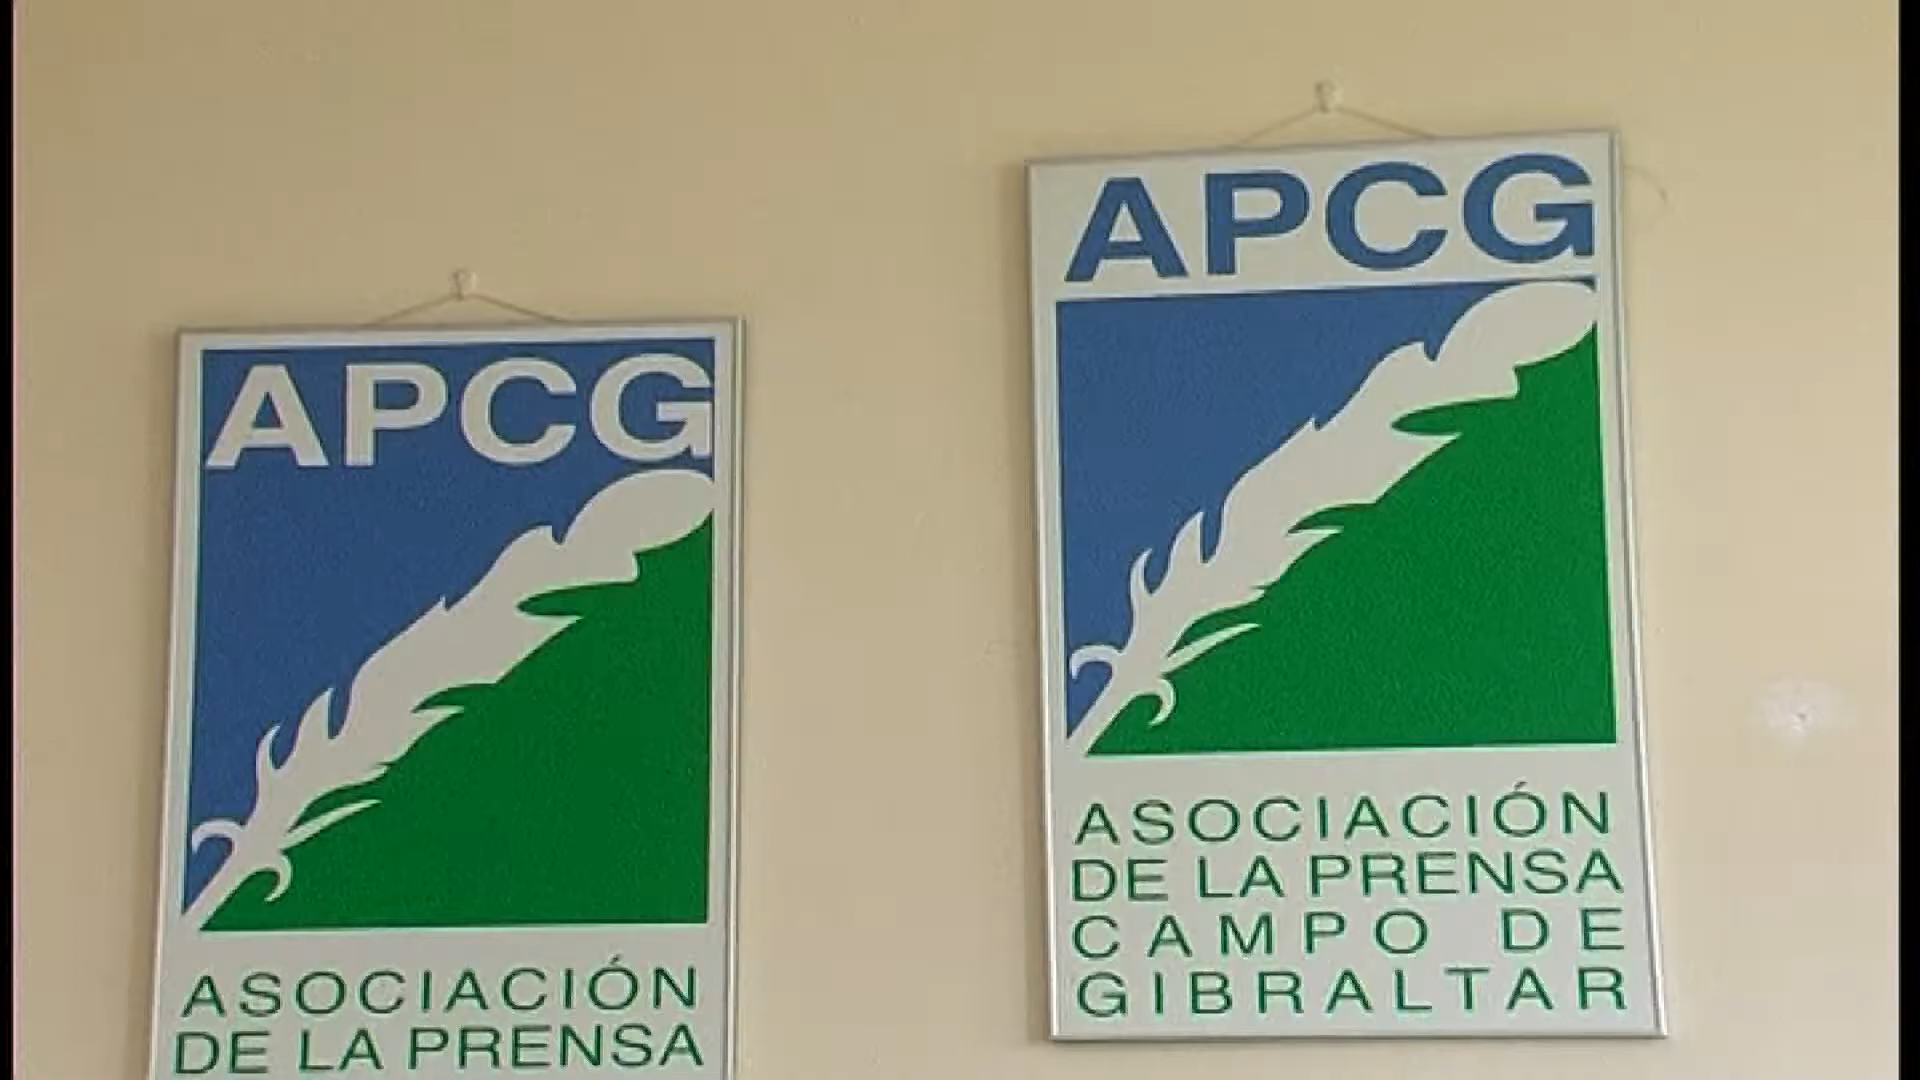 APCG
ASOCIACIÓN
DE LA PRENSA
APCG
ASOCIACIÓN
DE LA PRENSA
CAMPO DE
GIBRALTAR